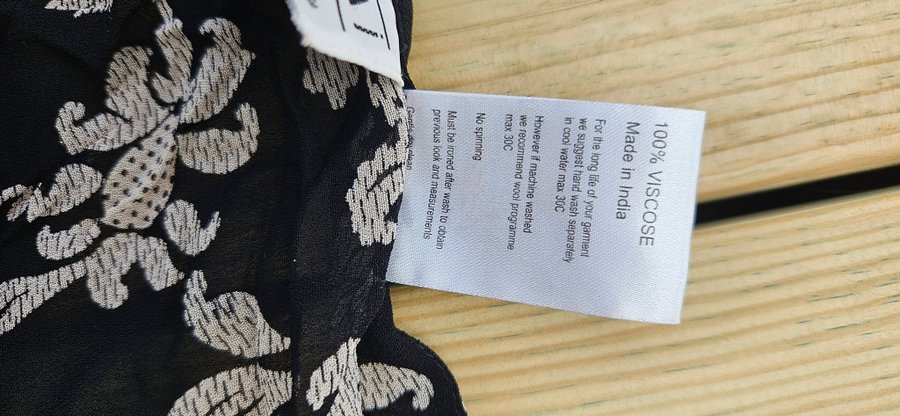 100% VISCOSE
Made in India
For the long life of your garment
we suggest hand wash separately
in cool water max 30C
However if machine washed
we recommend wool programme
max 30C
No spinning
Must be ironed after wash to obtain
previous look and measurements